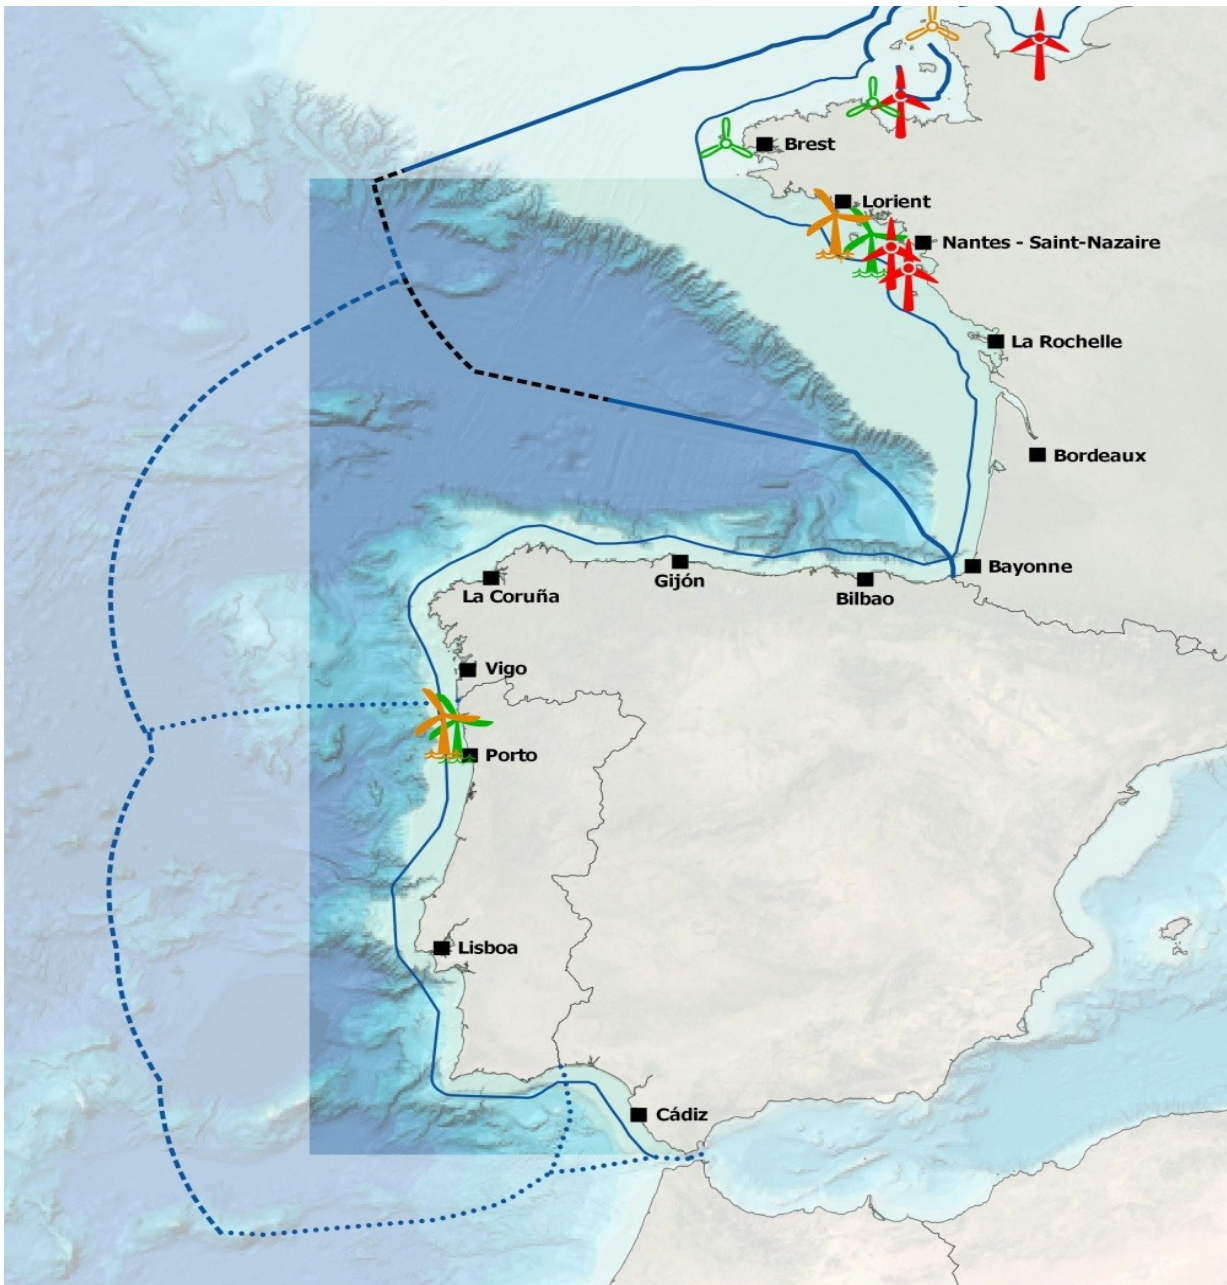 Brest
Lorient
Nantes - Saint-Nazaire
La Rochelle
Bordeaux
Bayonne
Gijón
Bilbao
La Coruña
Vigo
Porto
Lisboa
Cádiz